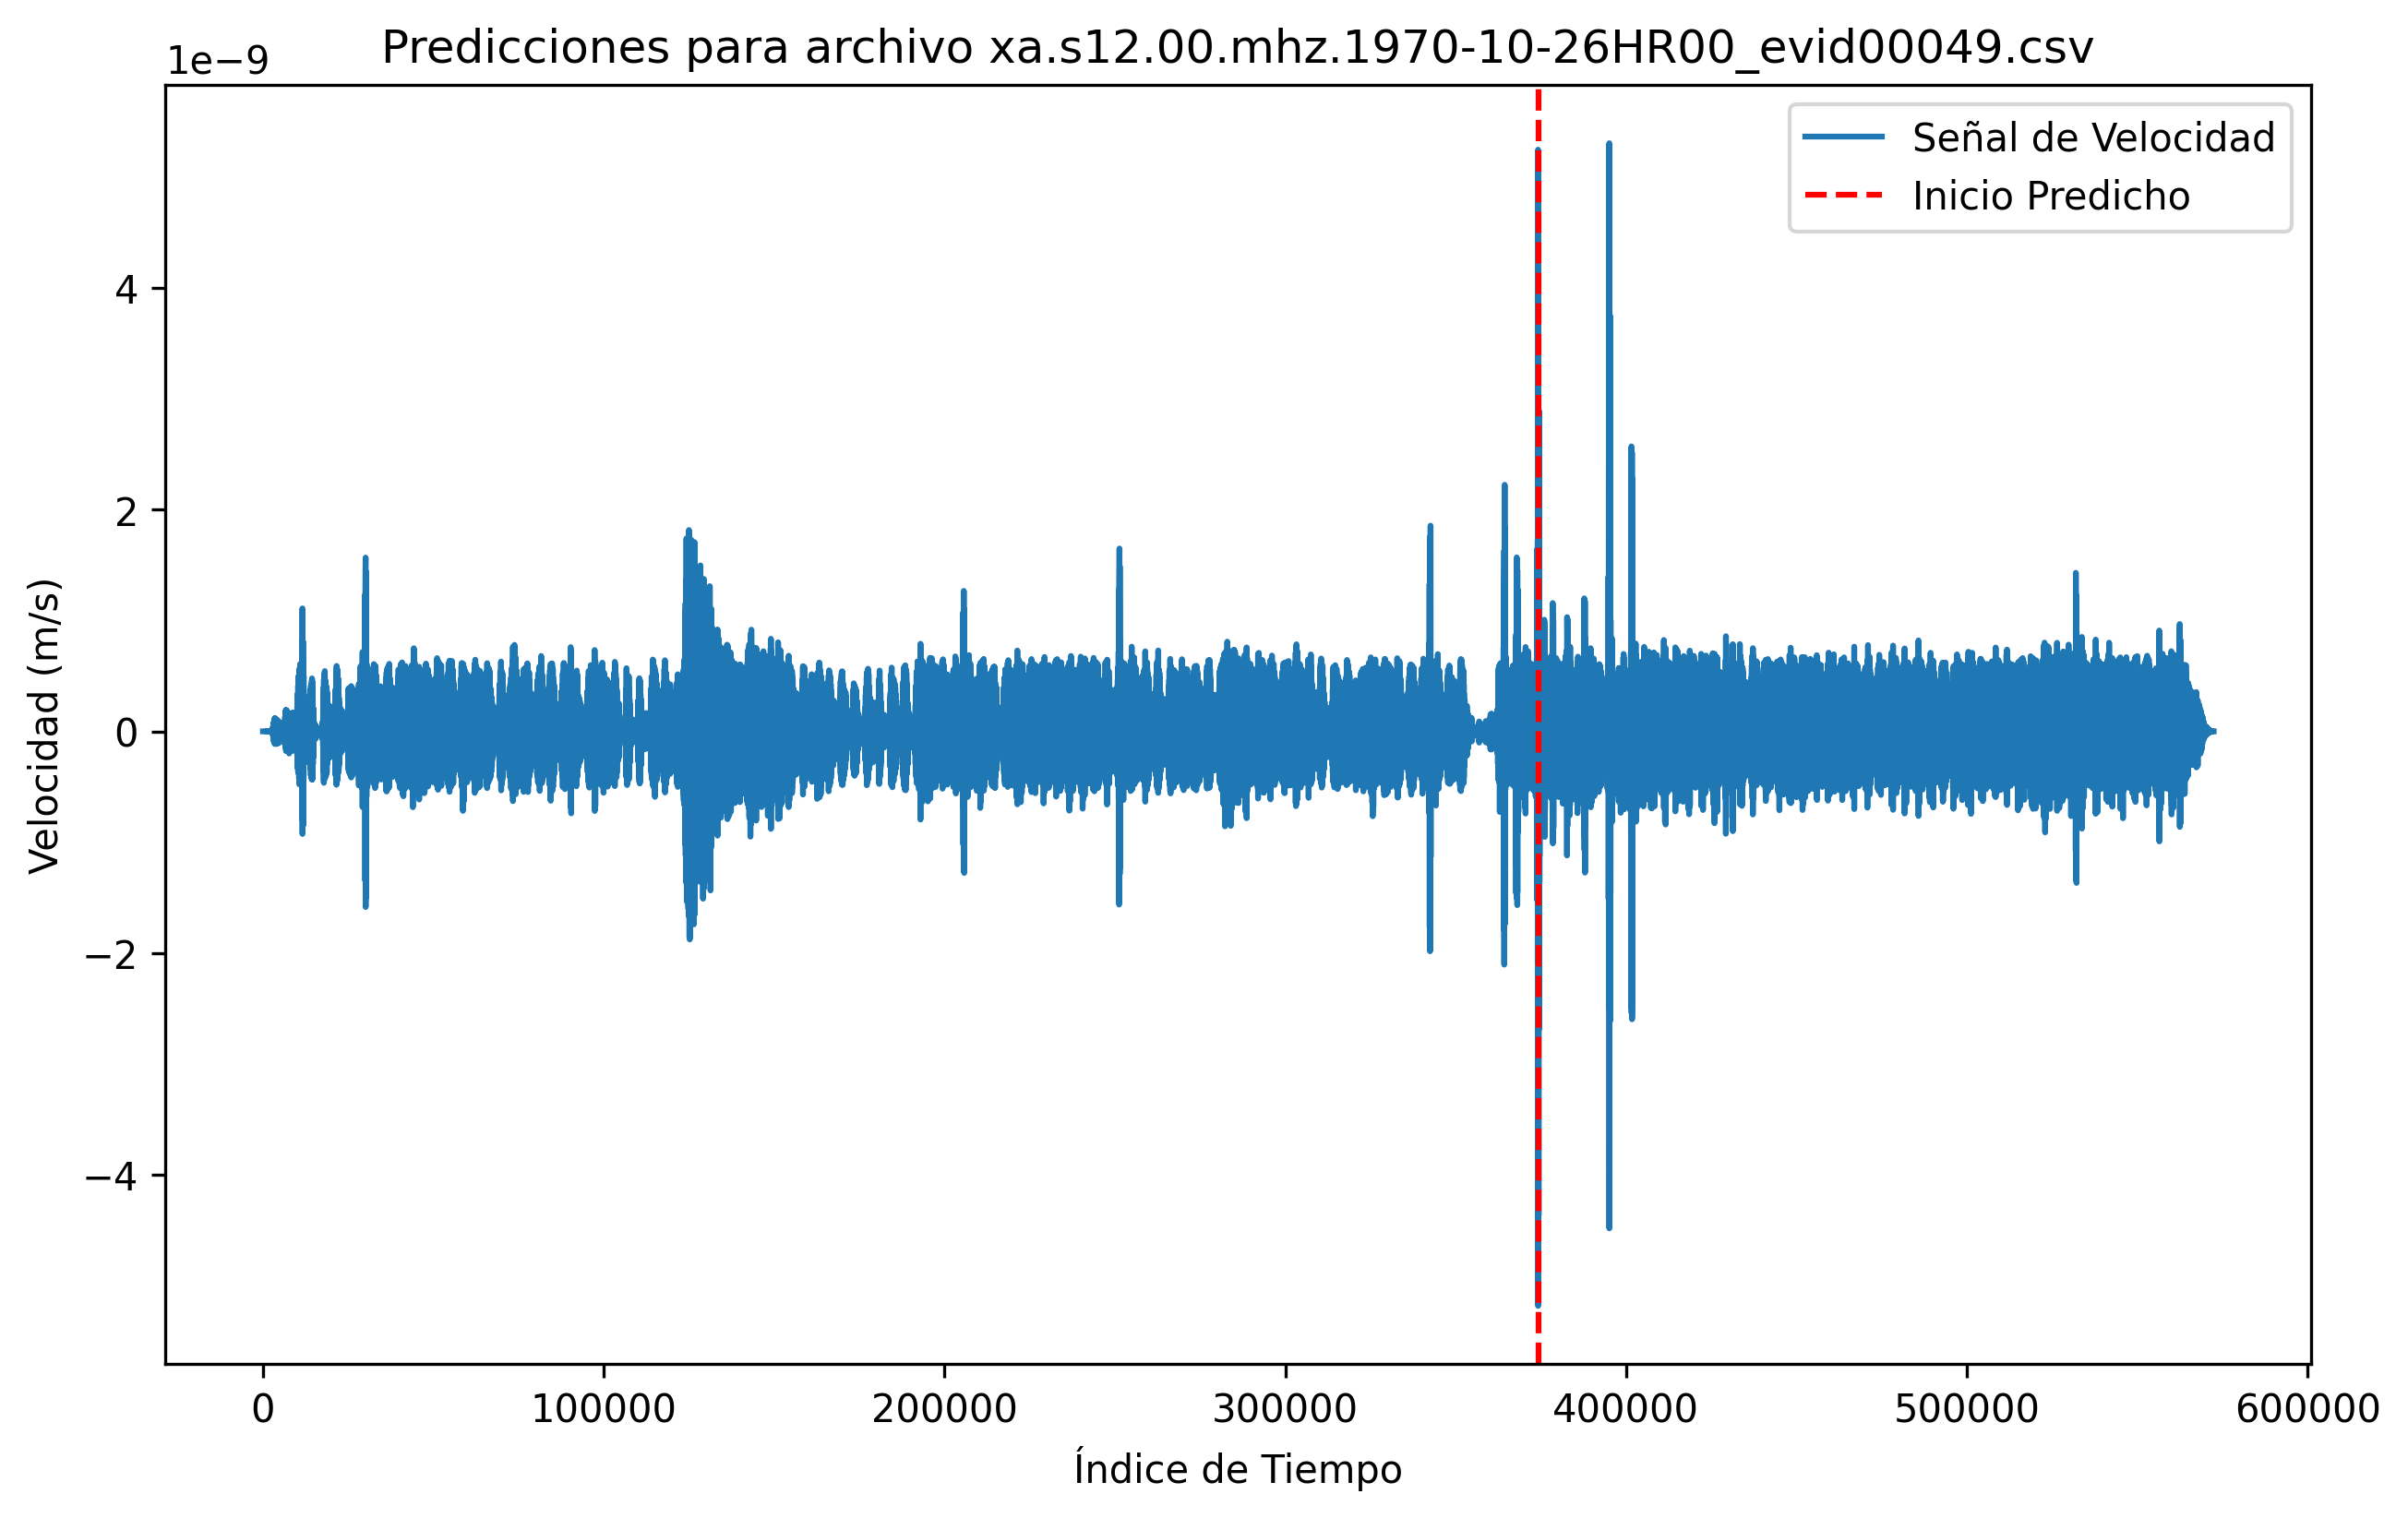 Predicciones para archivo xa.s12.00.mhz.1970-10-26HR00_evid00049.csv
1e−9
Señal de Velocidad
Inicio Predicho
4
2
0
−2
−4
Velocidad (m/s)
0 100000 200000 300000 400000 500000 600000
Índice de Tiempo